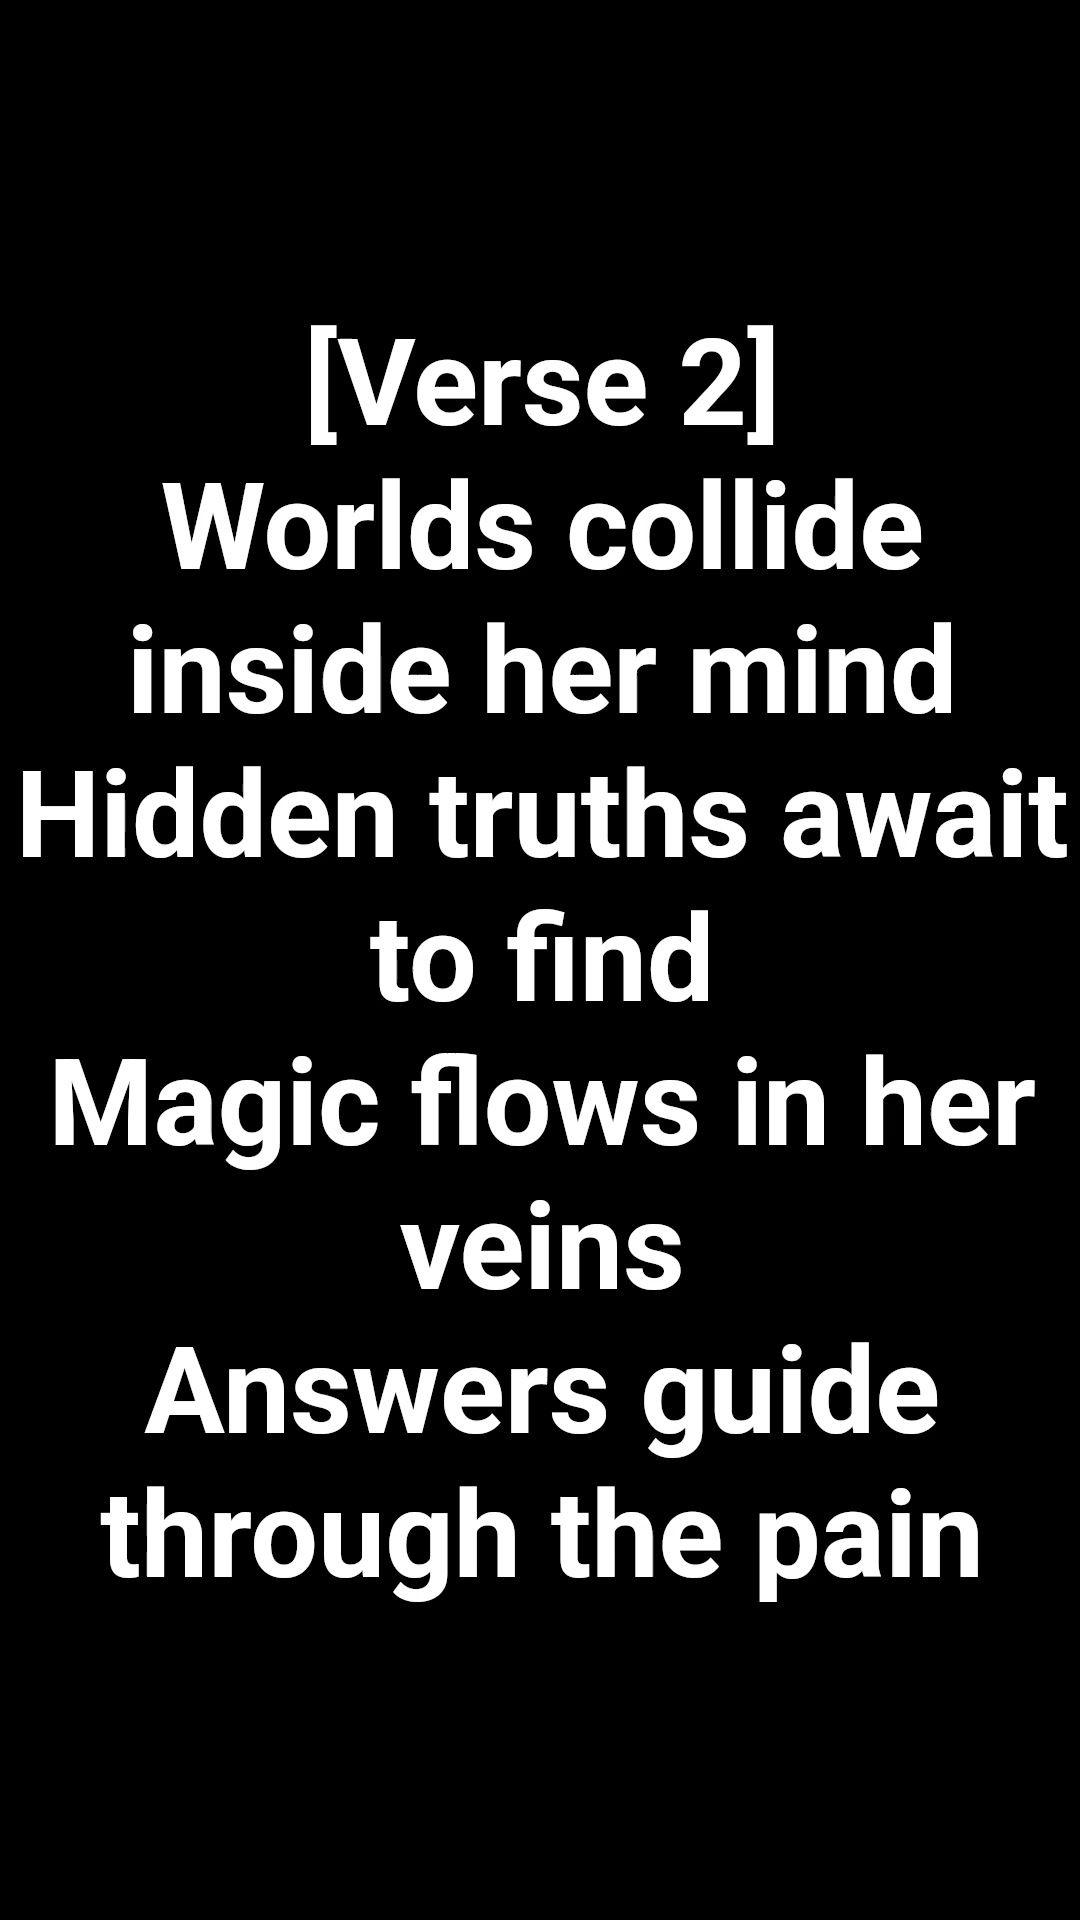 [Verse 2]
Worlds collide
inside her mind
Hidden truths await
to find
Magic flows in her
veins
Answers guide
through the pain